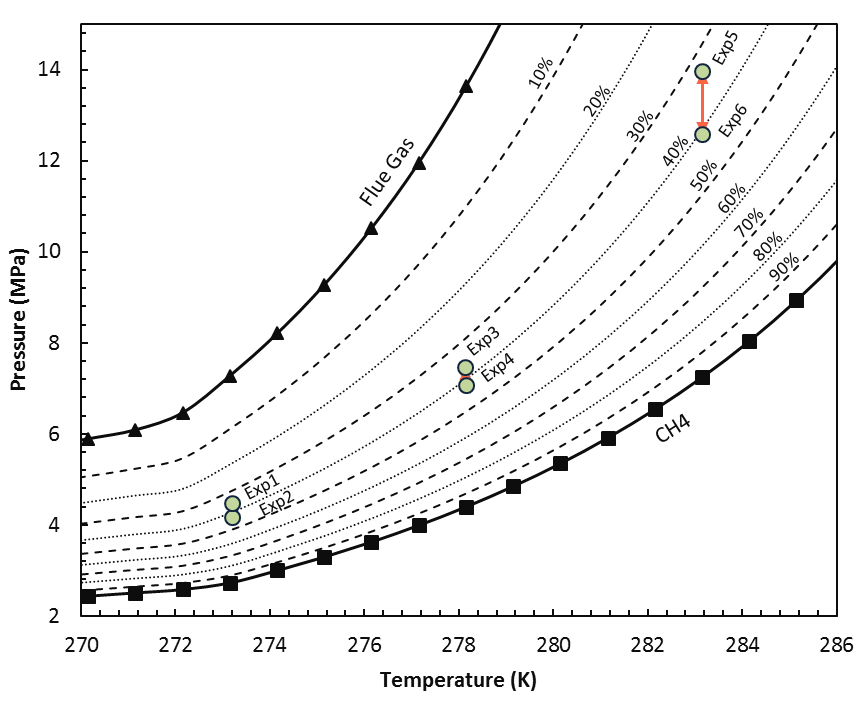 Pressure (MPa)
14
12
10
8
6
4
2
270
272
274
276
278
280
282
284
286
Temperature (K)
Flue Gas
10%
20%
30%
40%
50%
60%
70%
80%
90%
CH4
Exp5
Exp6
Exp3
Exp4
Exp1
Exp2